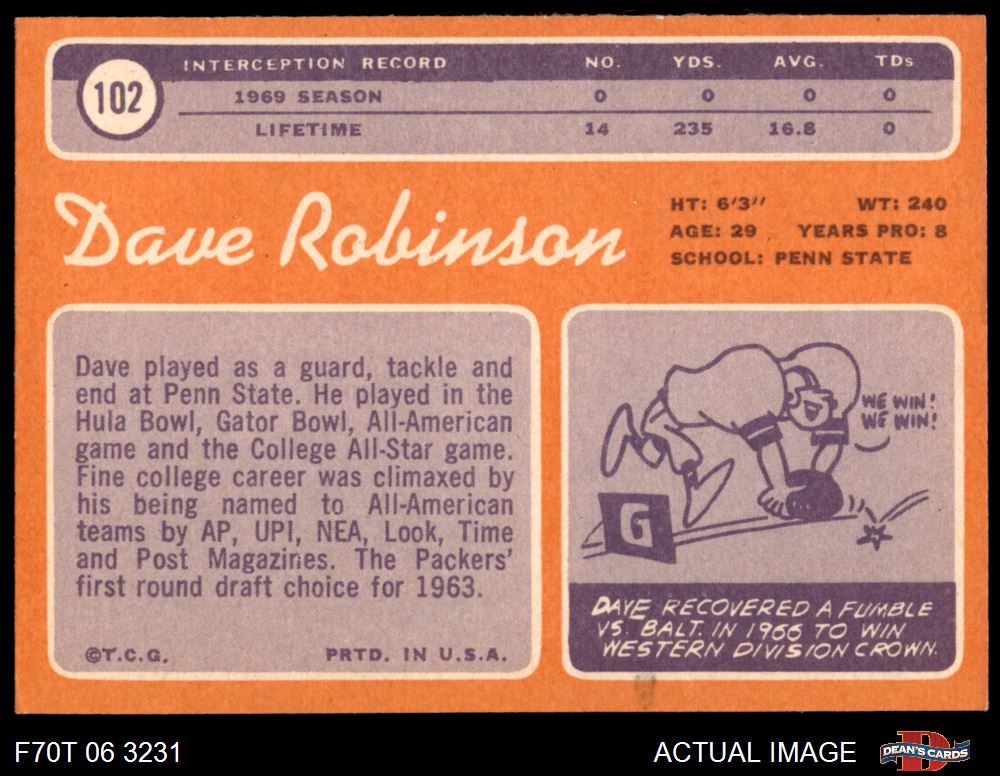 102
INTERCEPTION RECORD NO. YDS. AVG. TDs
1969 SEASON 0 0 0 0
LIFETIME 14 235 16.8 0
Dave Robinson
HT: 6'3" WT: 240
AGE: 29 YEARS PRO: 8
SCHOOL: PENN STATE
Dave played as a guard, tackle and
end at Penn State. He played in the
Hula Bowl, Gator Bowl, All-American
game and the College All-Star game.
Fine college career was climaxed by
his being named to All-American
teams by AP, UPI, NEA, Look, Time
and Post Magazines. The Packers'
first round draft choice for 1963.
©T.C.G. PRTD. IN U.S.A.
WE WIN!
WE WIN!
G
DAVE RECOVERED A FUMBLE
VS. BALT. IN 1966 TO WIN
WESTERN DIVISION CROWN.
F70T 06 3231 ACTUAL IMAGE
D
DEAN'S CARDS